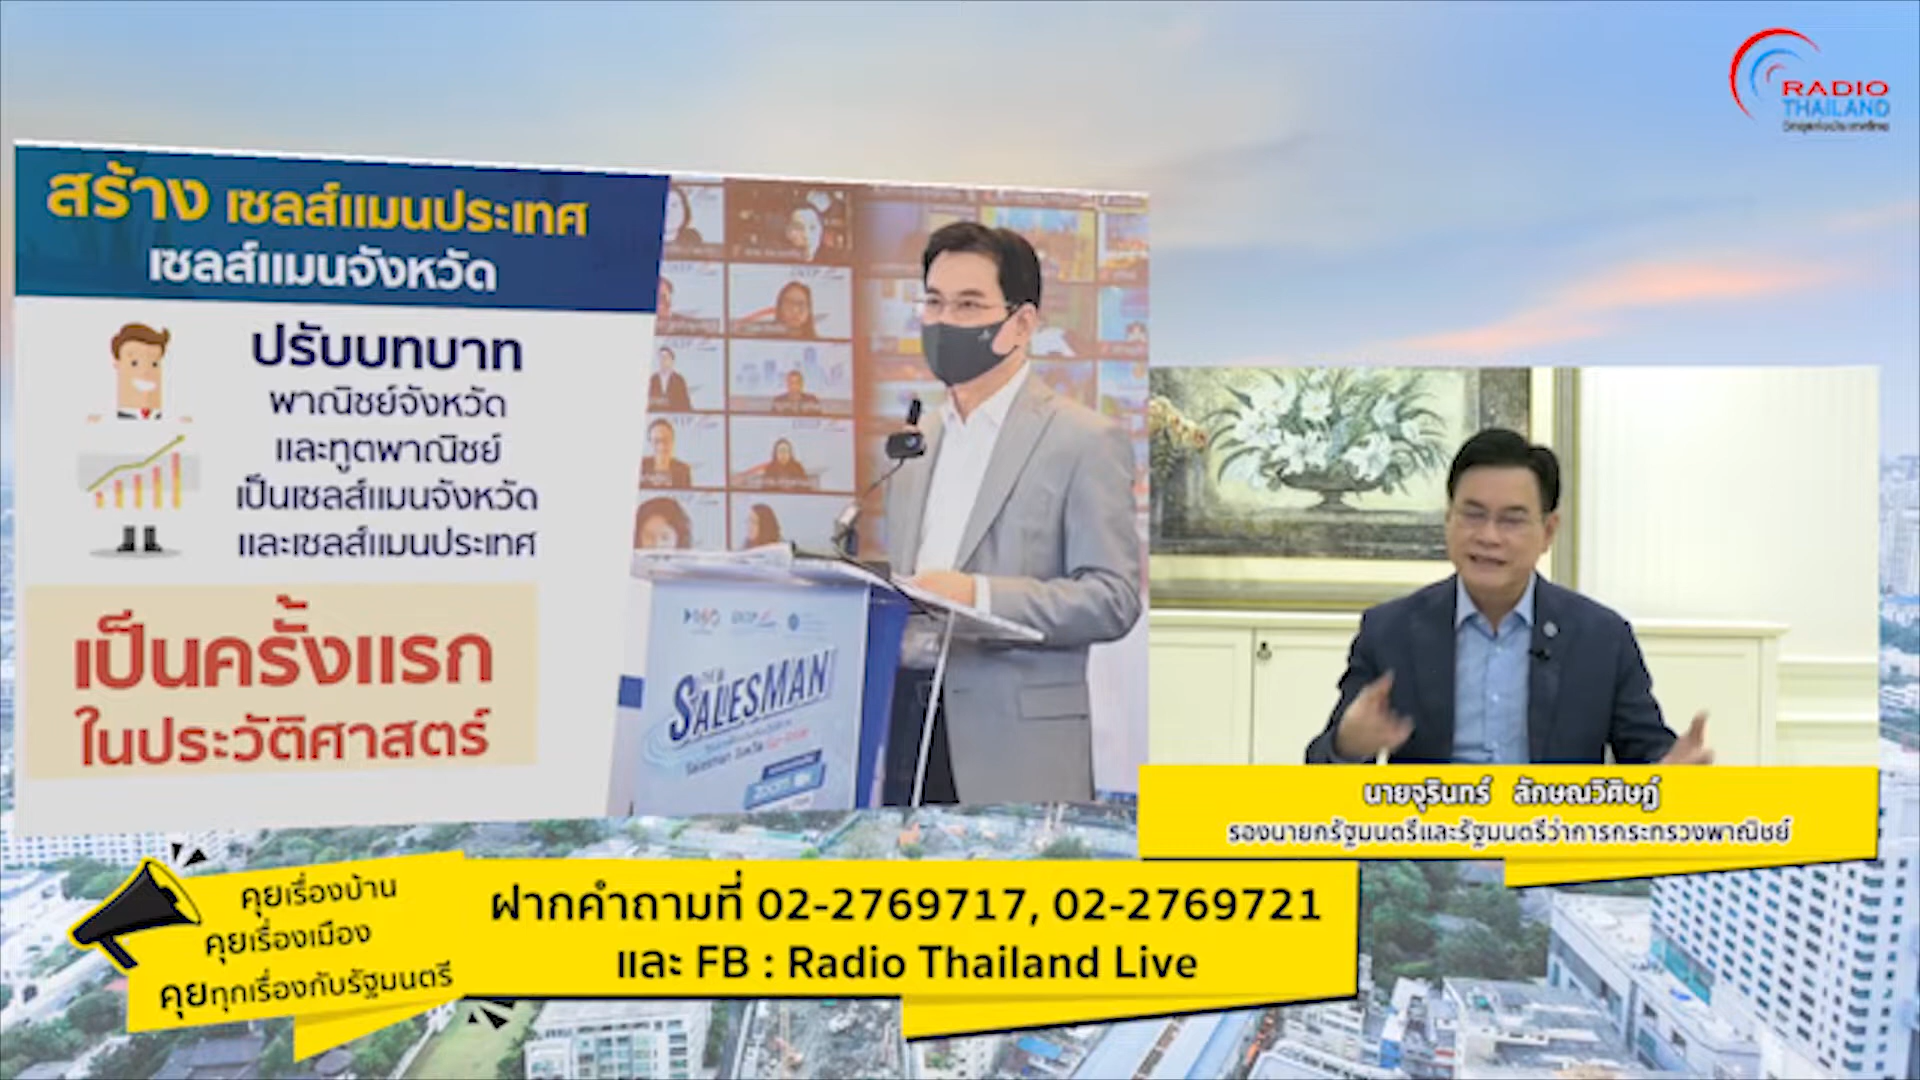 RADIO
THAILAND
สร้าง เซลส์แมนประเทศ
เซลส์แมนจังหวัด
ปรับบทบาท
พาณิชย์จังหวัด
และทูตพาณิชย์
เป็นเซลส์แมนจังหวัด
และเซลส์แมนประเทศ
เป็นครั้งแรก
ในประวัติศาสตร์
SALESMAN
นายจุรินทร์ ลักษณวิศิษฏ์
รองนายกรัฐมนตรีและรัฐมนตรีว่าการกระทรวงพาณิชย์
คุยเรื่องบ้าน
คุยเรื่องเมือง
คุยทุกเรื่องกับรัฐมนตรี
ฝากคำถามที่ 02-2769717, 02-2769721
และ FB : Radio Thailand Live